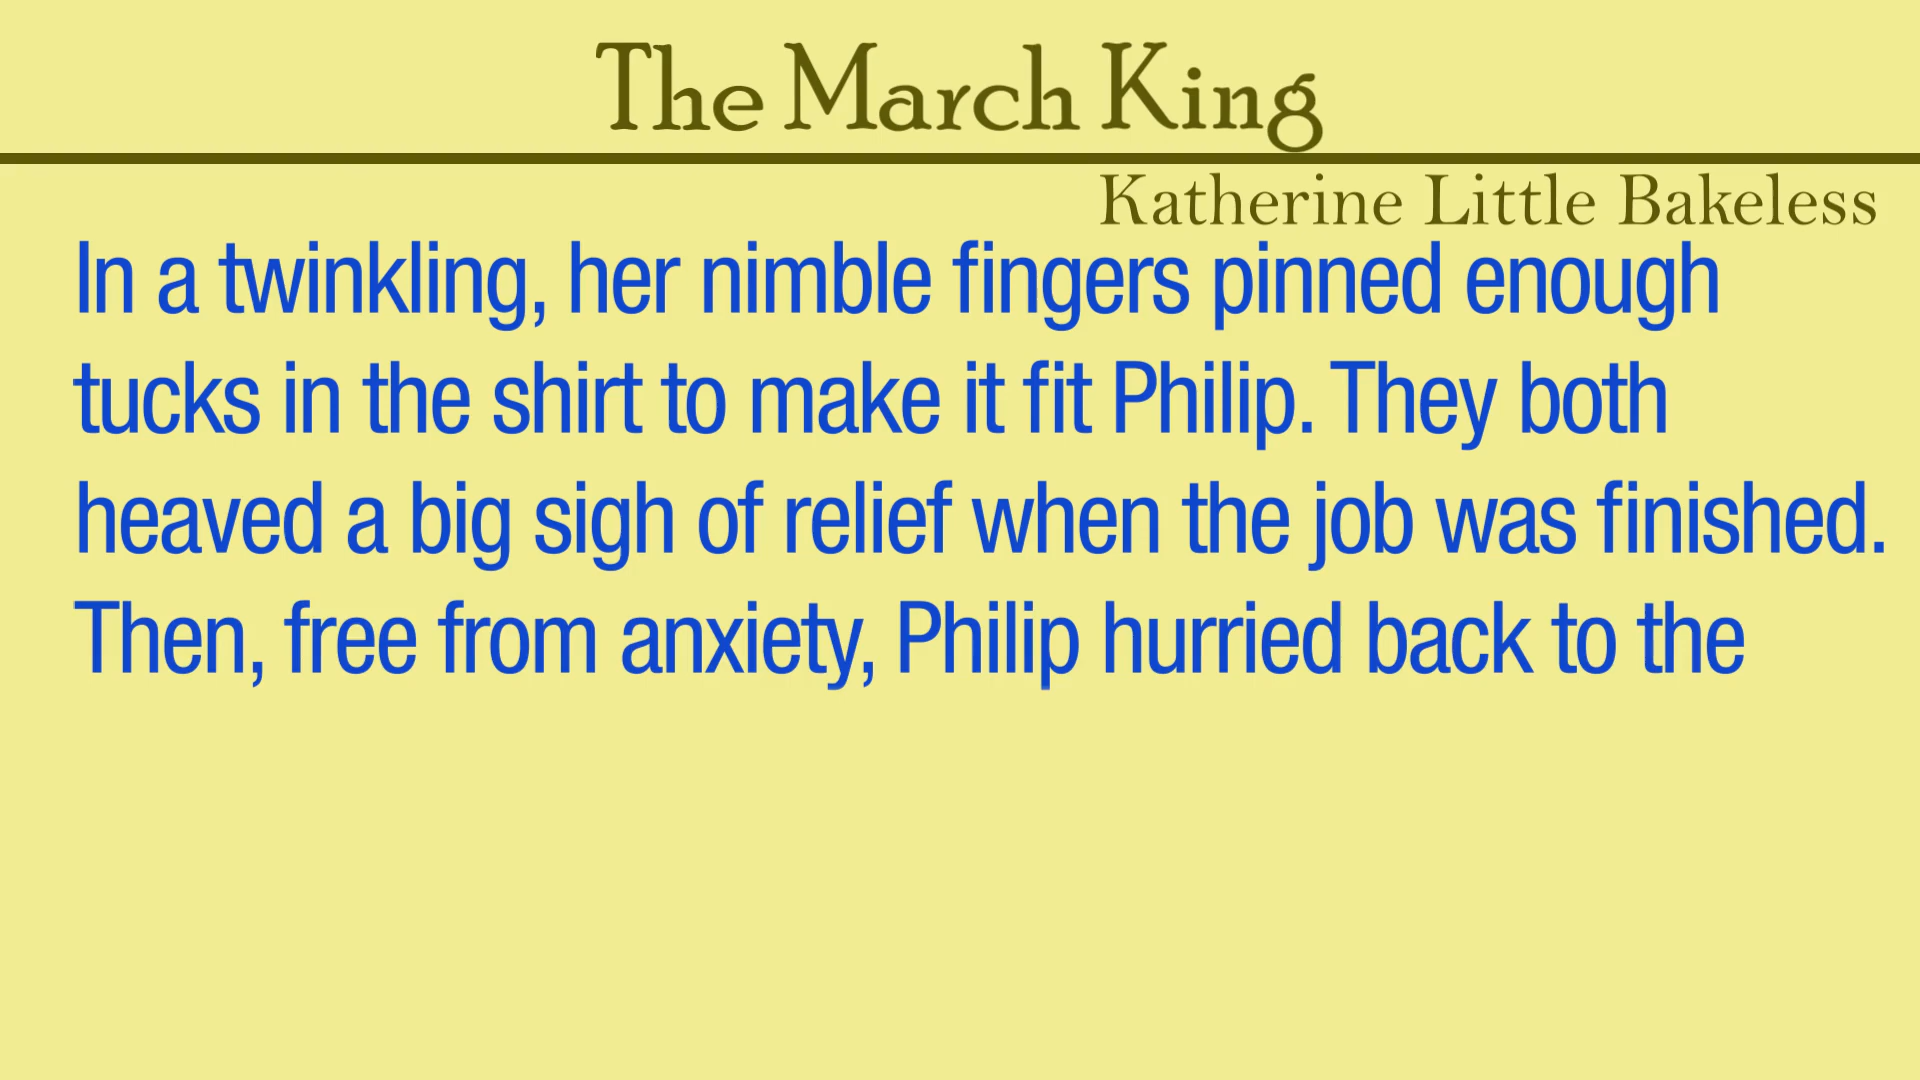 The March King
Katherine Little Bakeless
In a twinkling, her nimble fingers pinned enough
tucks in the shirt to make it fit Philip. They both
heaved a big sigh of relief when the job was finished.
Then, free from anxiety, Philip hurried back to the